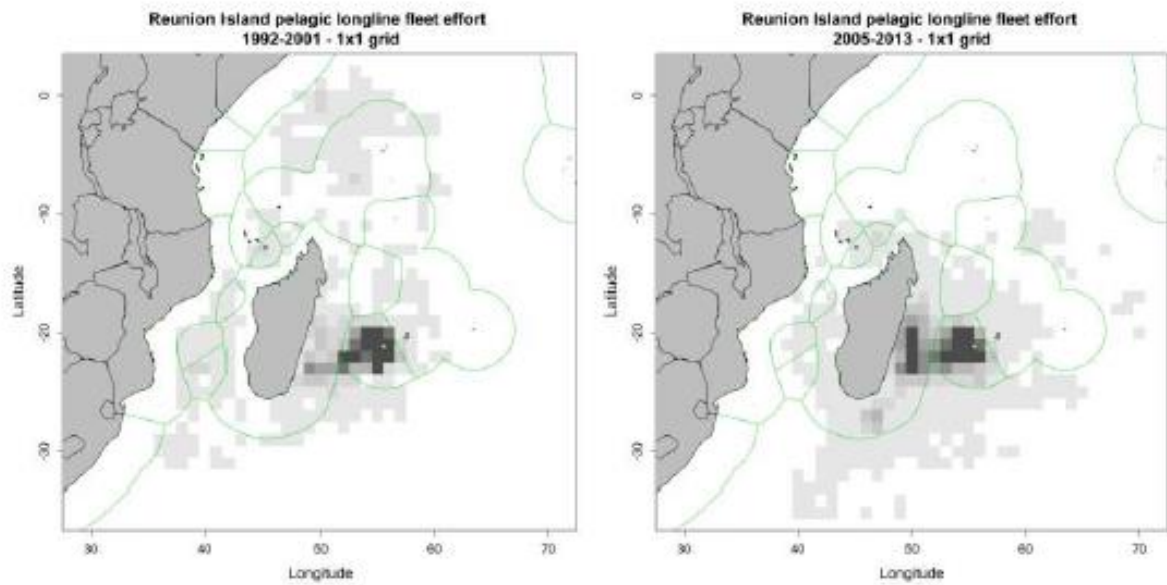 Reunion Island pelagic longline fleet effort
1992-2001 - 1x1 grid
Latitude
0
-10
-20
-30
30
40
50
60
70
Longitude
Reunion Island pelagic longline fleet effort
2005-2013 - 1x1 grid
Latitude
0
-10
-20
-30
30
40
50
60
70
Longitude